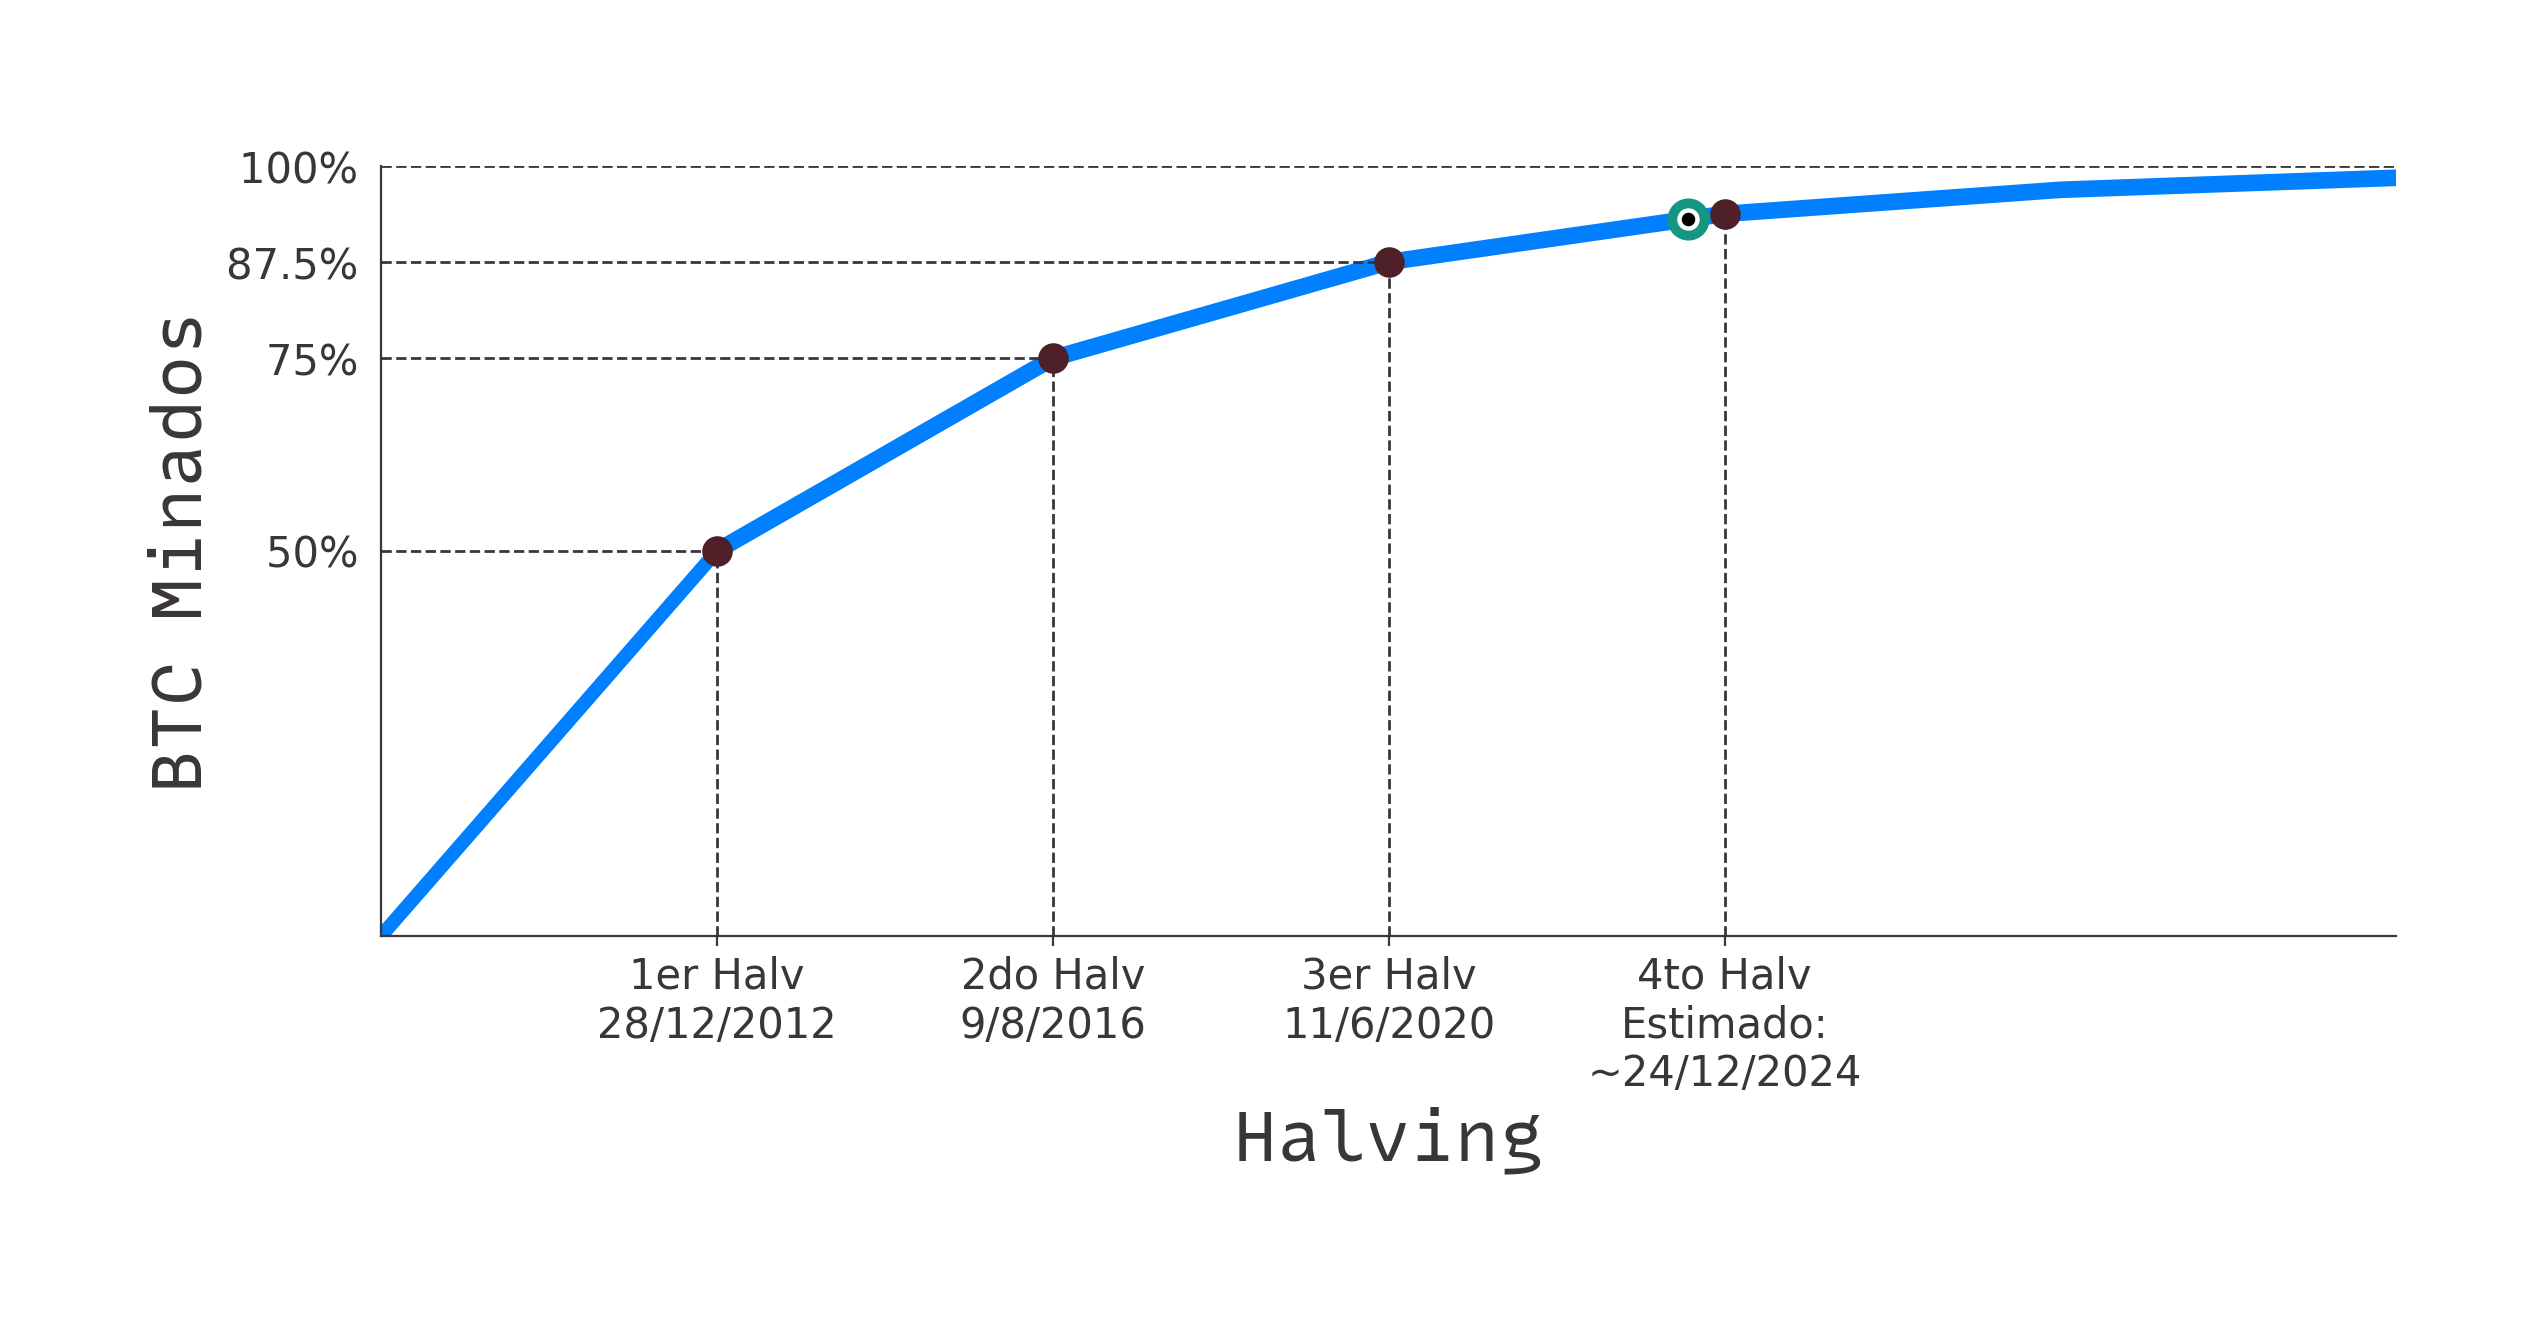 100%
87.5%
75%
50%
BTC Minados
1er Halv
28/12/2012
2do Halv
9/8/2016
3er Halv
11/6/2020
4to Halv
Estimado:
~24/12/2024
Halving